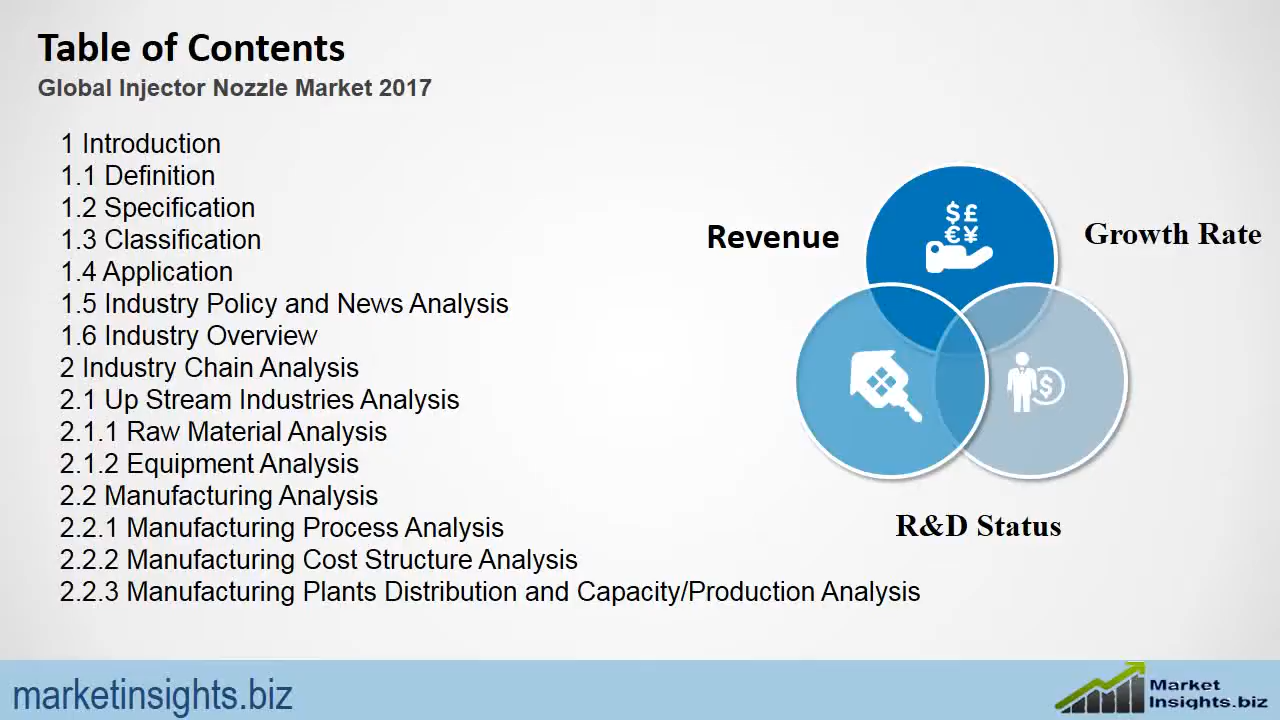 Table of Contents
Global Injector Nozzle Market 2017
1 Introduction
1.1 Definition
1.2 Specification
1.3 Classification
1.4 Application
1.5 Industry Policy and News Analysis
1.6 Industry Overview
2 Industry Chain Analysis
2.1 Up Stream Industries Analysis
2.1.1 Raw Material Analysis
2.1.2 Equipment Analysis
2.2 Manufacturing Analysis
2.2.1 Manufacturing Process Analysis
2.2.2 Manufacturing Cost Structure Analysis
2.2.3 Manufacturing Plants Distribution and Capacity/Production Analysis
Revenue
$£
€¥
Growth Rate
$
R&D Status
marketinsights.biz
Market
Insights.biz